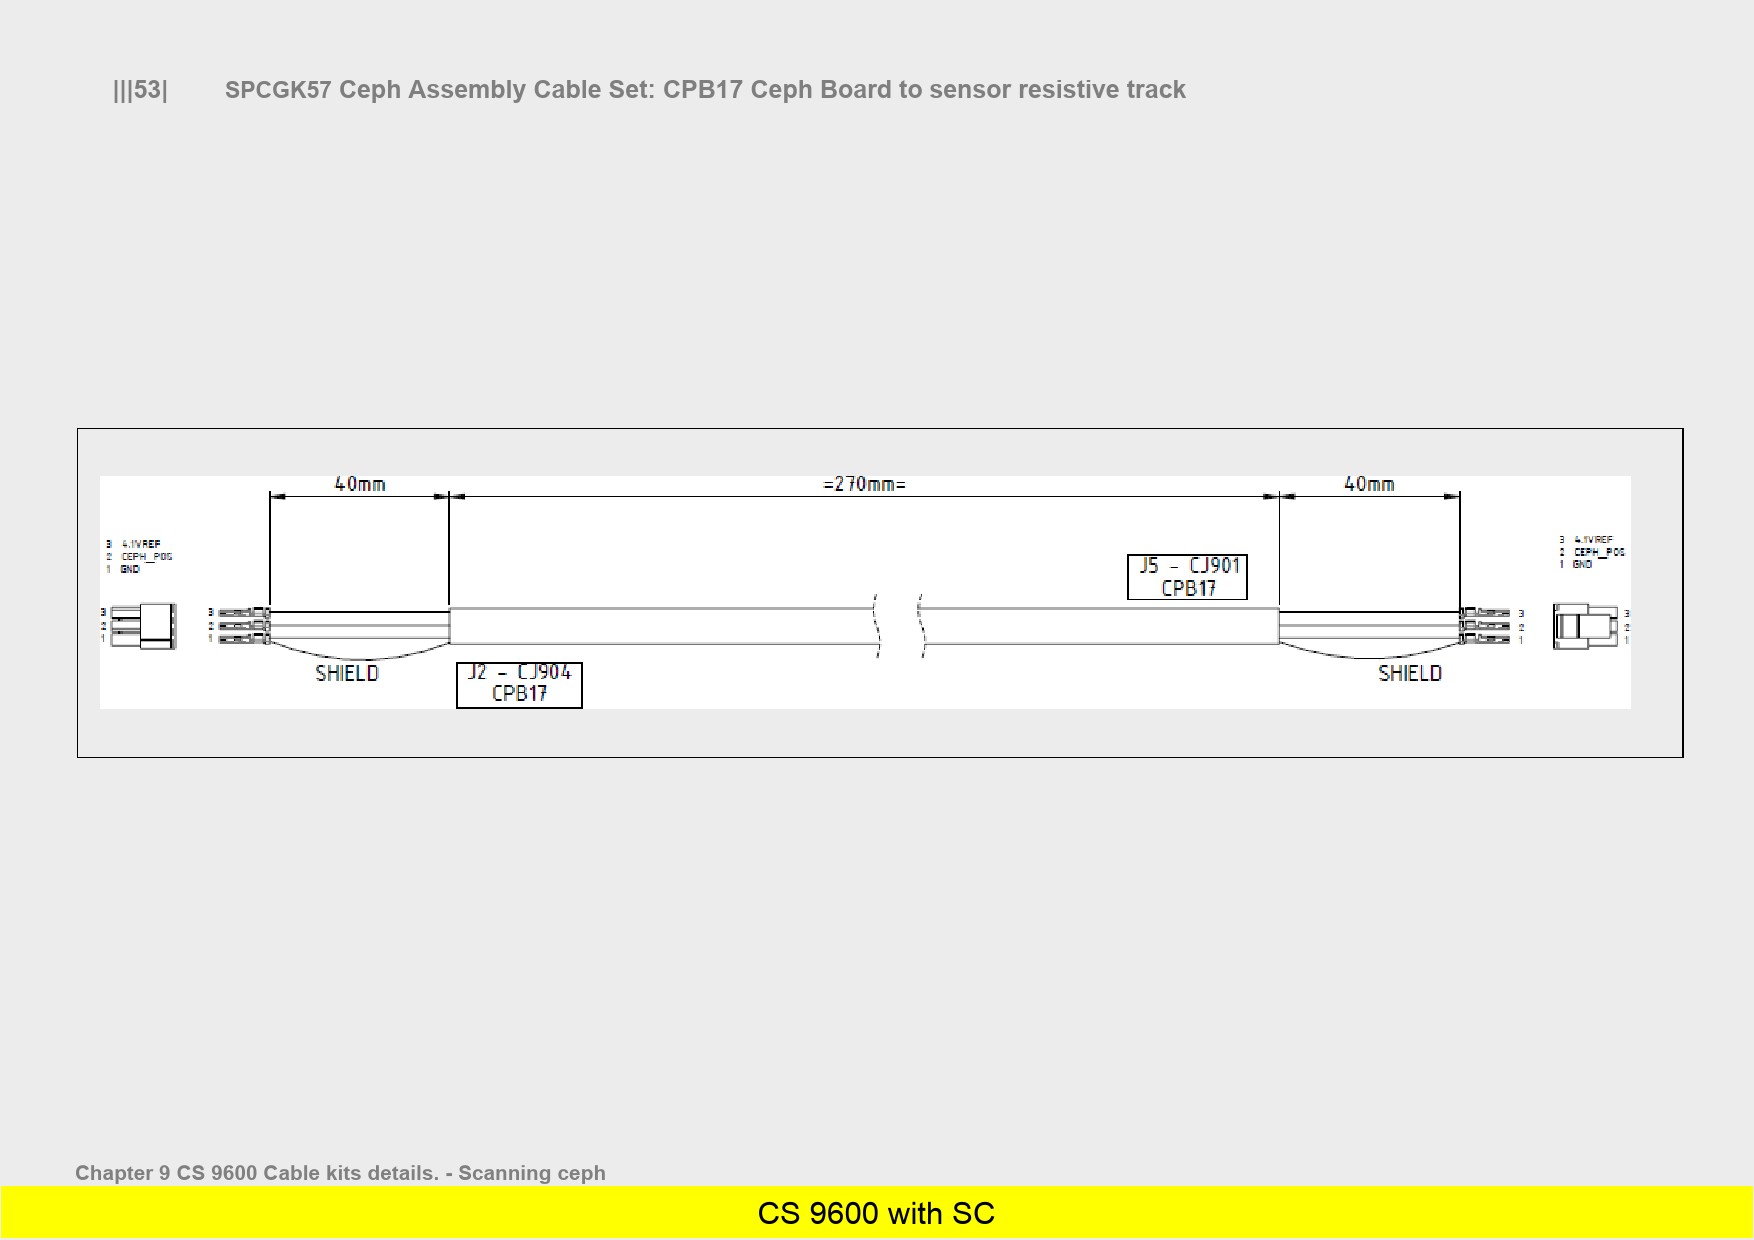 |||53| SPCGK57 Ceph Assembly Cable Set: CPB17 Ceph Board to sensor resistive track
40mm =270mm= 40mm
3 4.1VREF
2 CEPH_POS
1 GND
3 4.1VREF
2 CEPH_POS
1 GND
J5 - CJ901
CPB17
3 3 3 3
2 2 2 2
1 1 1 1
SHIELD SHIELD
J2 - CJ904
CPB17
Chapter 9 CS 9600 Cable kits details. - Scanning ceph
CS 9600 with SC